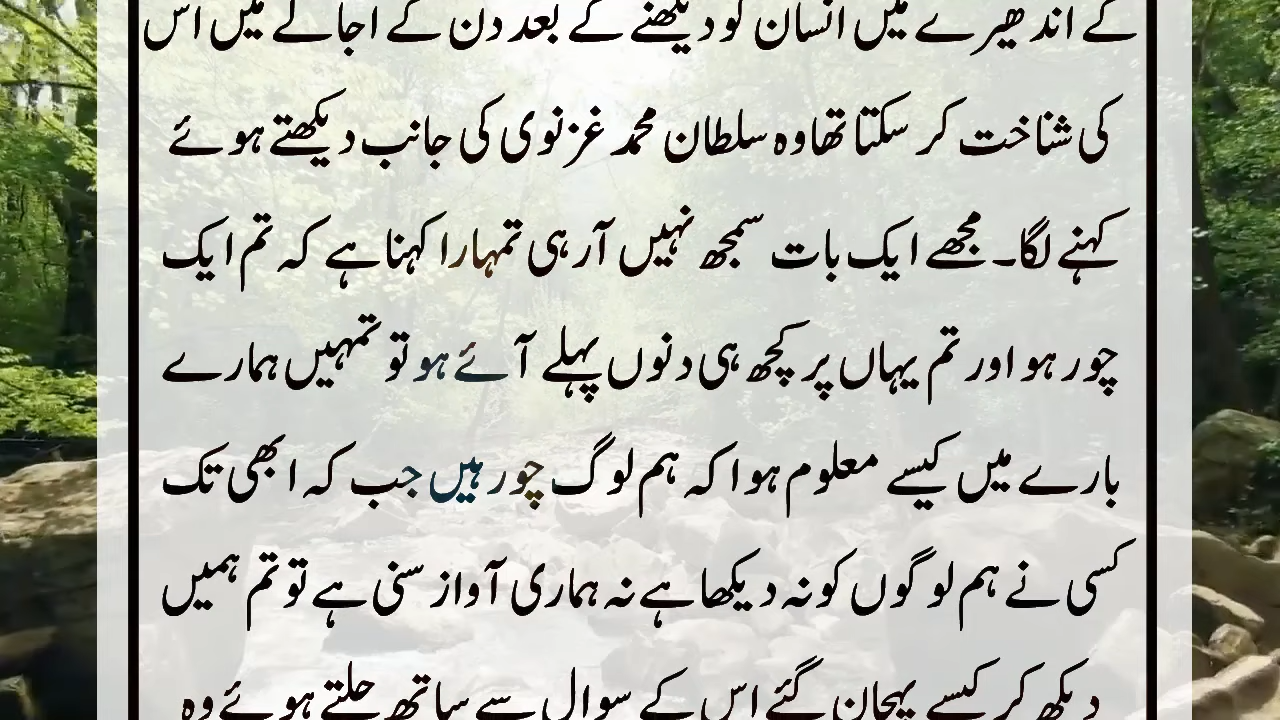 کے اندھیرے میں انسان کو دیکھنے کے بعد دن کے اجالے میں اس
کی شناخت کر سکتا تھا وہ سلطان محمد غزنوی کی جانب دیکھتے ہوئے
کہنے لگا۔ مجھے ایک بات سمجھ نہیں آرہی تمہارا کہنا ہے کہ تم ایک
چور ہو اور تم یہاں پر کچھ ہی دنوں پہلے آئے ہو تو تمہیں ہمارے
بارے میں کیسے معلوم ہوا کہ ہم لوگ چور ہیں جب کہ ابھی تک
کسی نے ہم لوگوں کو نہ دیکھا ہے نہ ہماری آواز سنی ہے تو تم ہمیں
دیکھ کر کیسے پہچان گئے اس کے سوال سے ساتھ چلتے ہوئے وہ